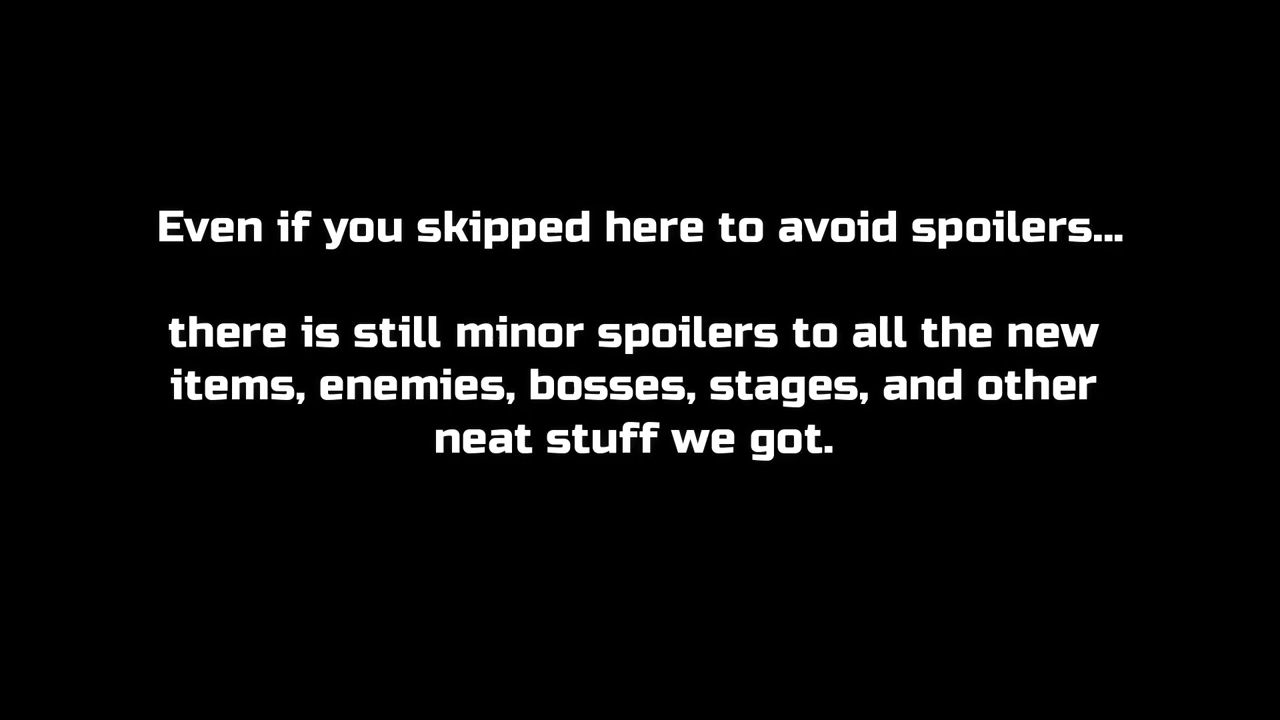 Even if you skipped here to avoid spoilers...
there is still minor spoilers to all the new
items, enemies, bosses, stages, and other
neat stuff we got.